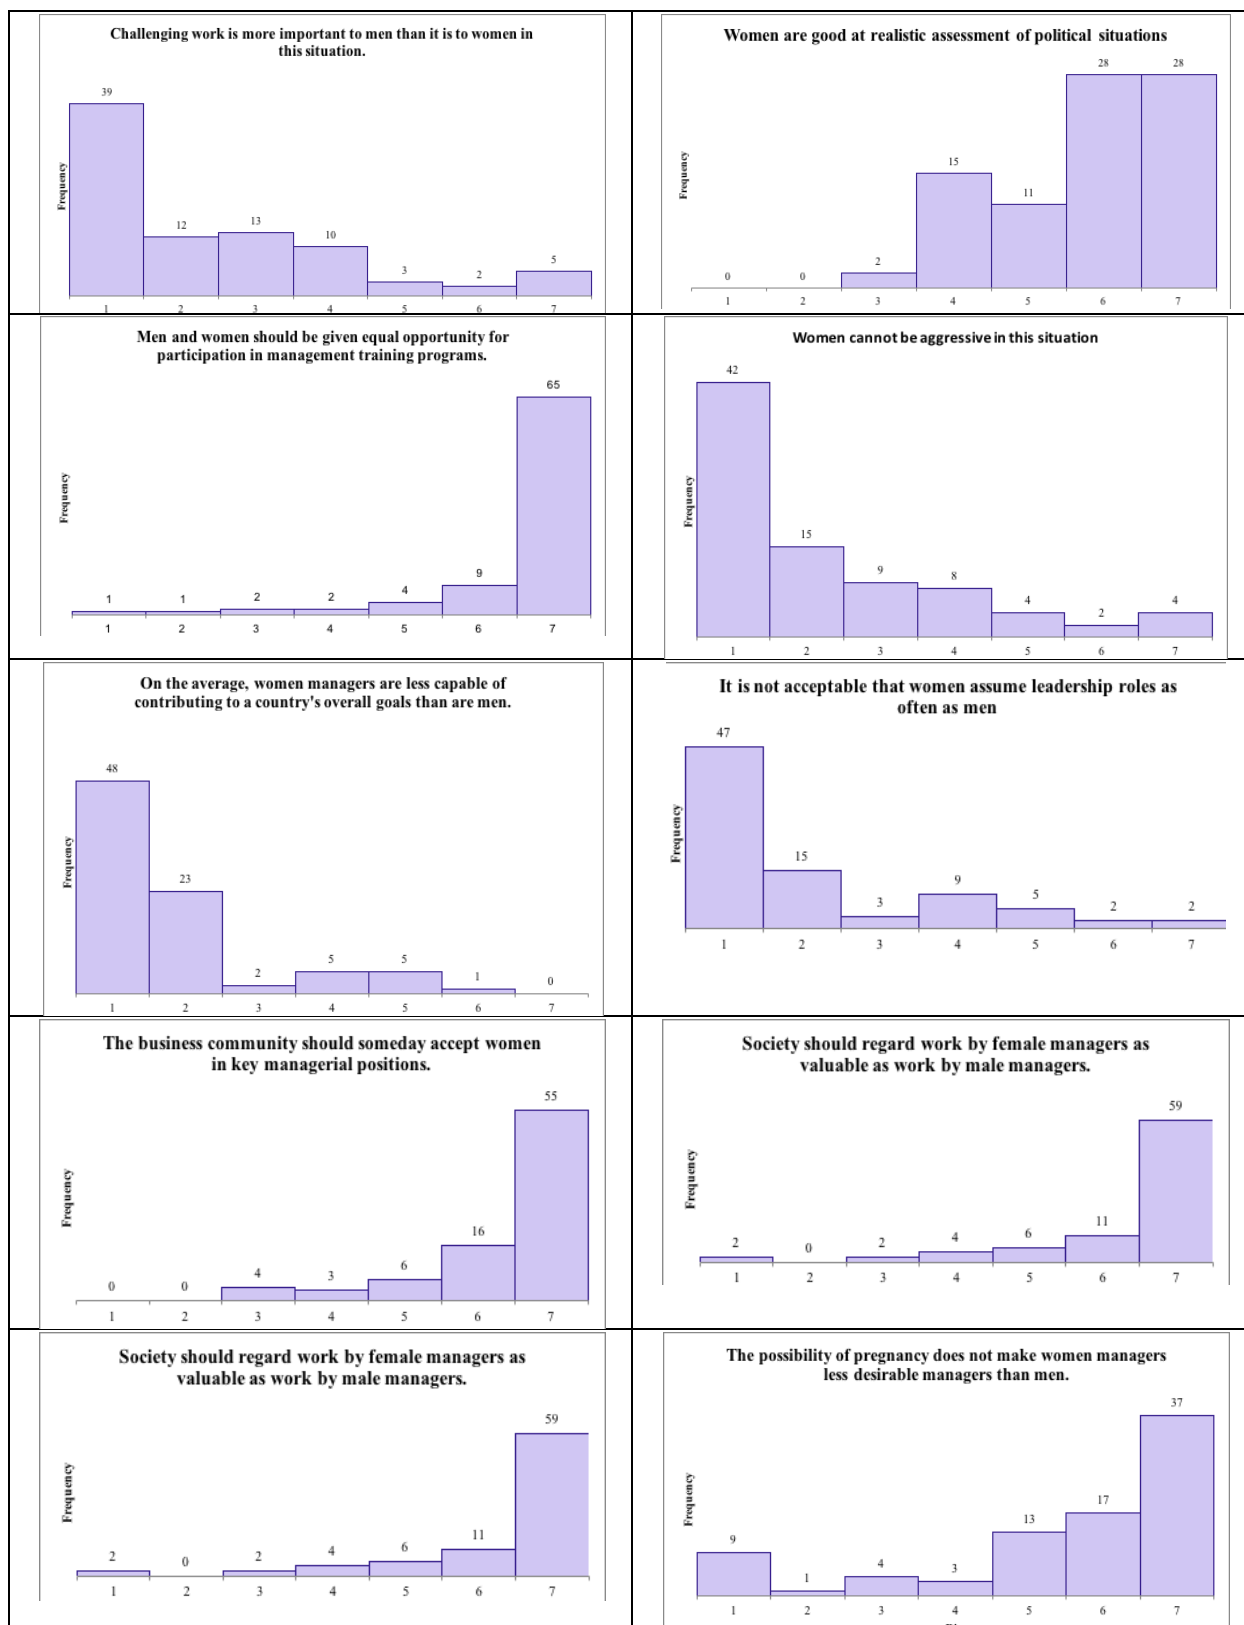 Challenging work is more important to men than it is to women in
this situation.
Frequency
39
12
13
10
3
2
5
1 2 3 4 5 6 7
Women are good at realistic assessment of political situations
Frequency
0
0
2
15
11
28
28
1 2 3 4 5 6 7
Men and women should be given equal opportunity for
participation in management training programs.
Frequency
1
1
2
2
4
9
65
1 2 3 4 5 6 7
Women cannot be aggressive in this situation
Frequency
42
15
9
8
4
2
4
1 2 3 4 5 6 7
On the average, women managers are less capable of
contributing to a country's overall goals than are men.
Frequency
48
23
2
5
5
1
0
1 2 3 4 5 6 7
It is not acceptable that women assume leadership roles as
often as men
Frequency
47
15
3
9
5
2
2
1 2 3 4 5 6 7
The business community should someday accept women
in key managerial positions.
Frequency
0
0
4
3
6
16
55
1 2 3 4 5 6 7
Society should regard work by female managers as
valuable as work by male managers.
Frequency
2
0
2
4
6
11
59
1 2 3 4 5 6 7
Society should regard work by female managers as
valuable as work by male managers.
Frequency
2
0
2
4
6
11
59
1 2 3 4 5 6 7
The possibility of pregnancy does not make women managers
less desirable managers than men.
Frequency
9
1
4
3
13
17
37
1 2 3 4 5 6 7